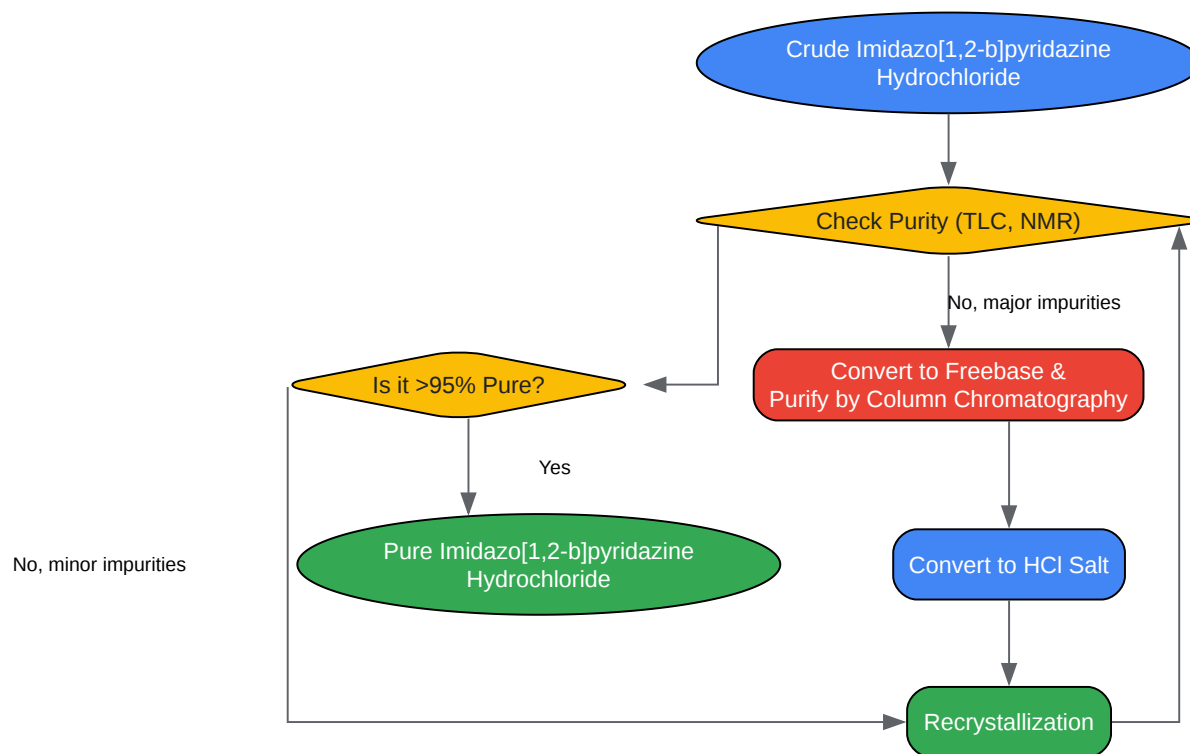 Crude Imidazo[1,2-b]pyridazine
Hydrochloride
Check Purity (TLC, NMR)
No, major impurities
Is it >95% Pure?
Convert to Freebase &
Purify by Column Chromatography
Yes
Pure Imidazo[1,2-b]pyridazine
Hydrochloride
No, minor impurities
Convert to HCl Salt
Recrystallization